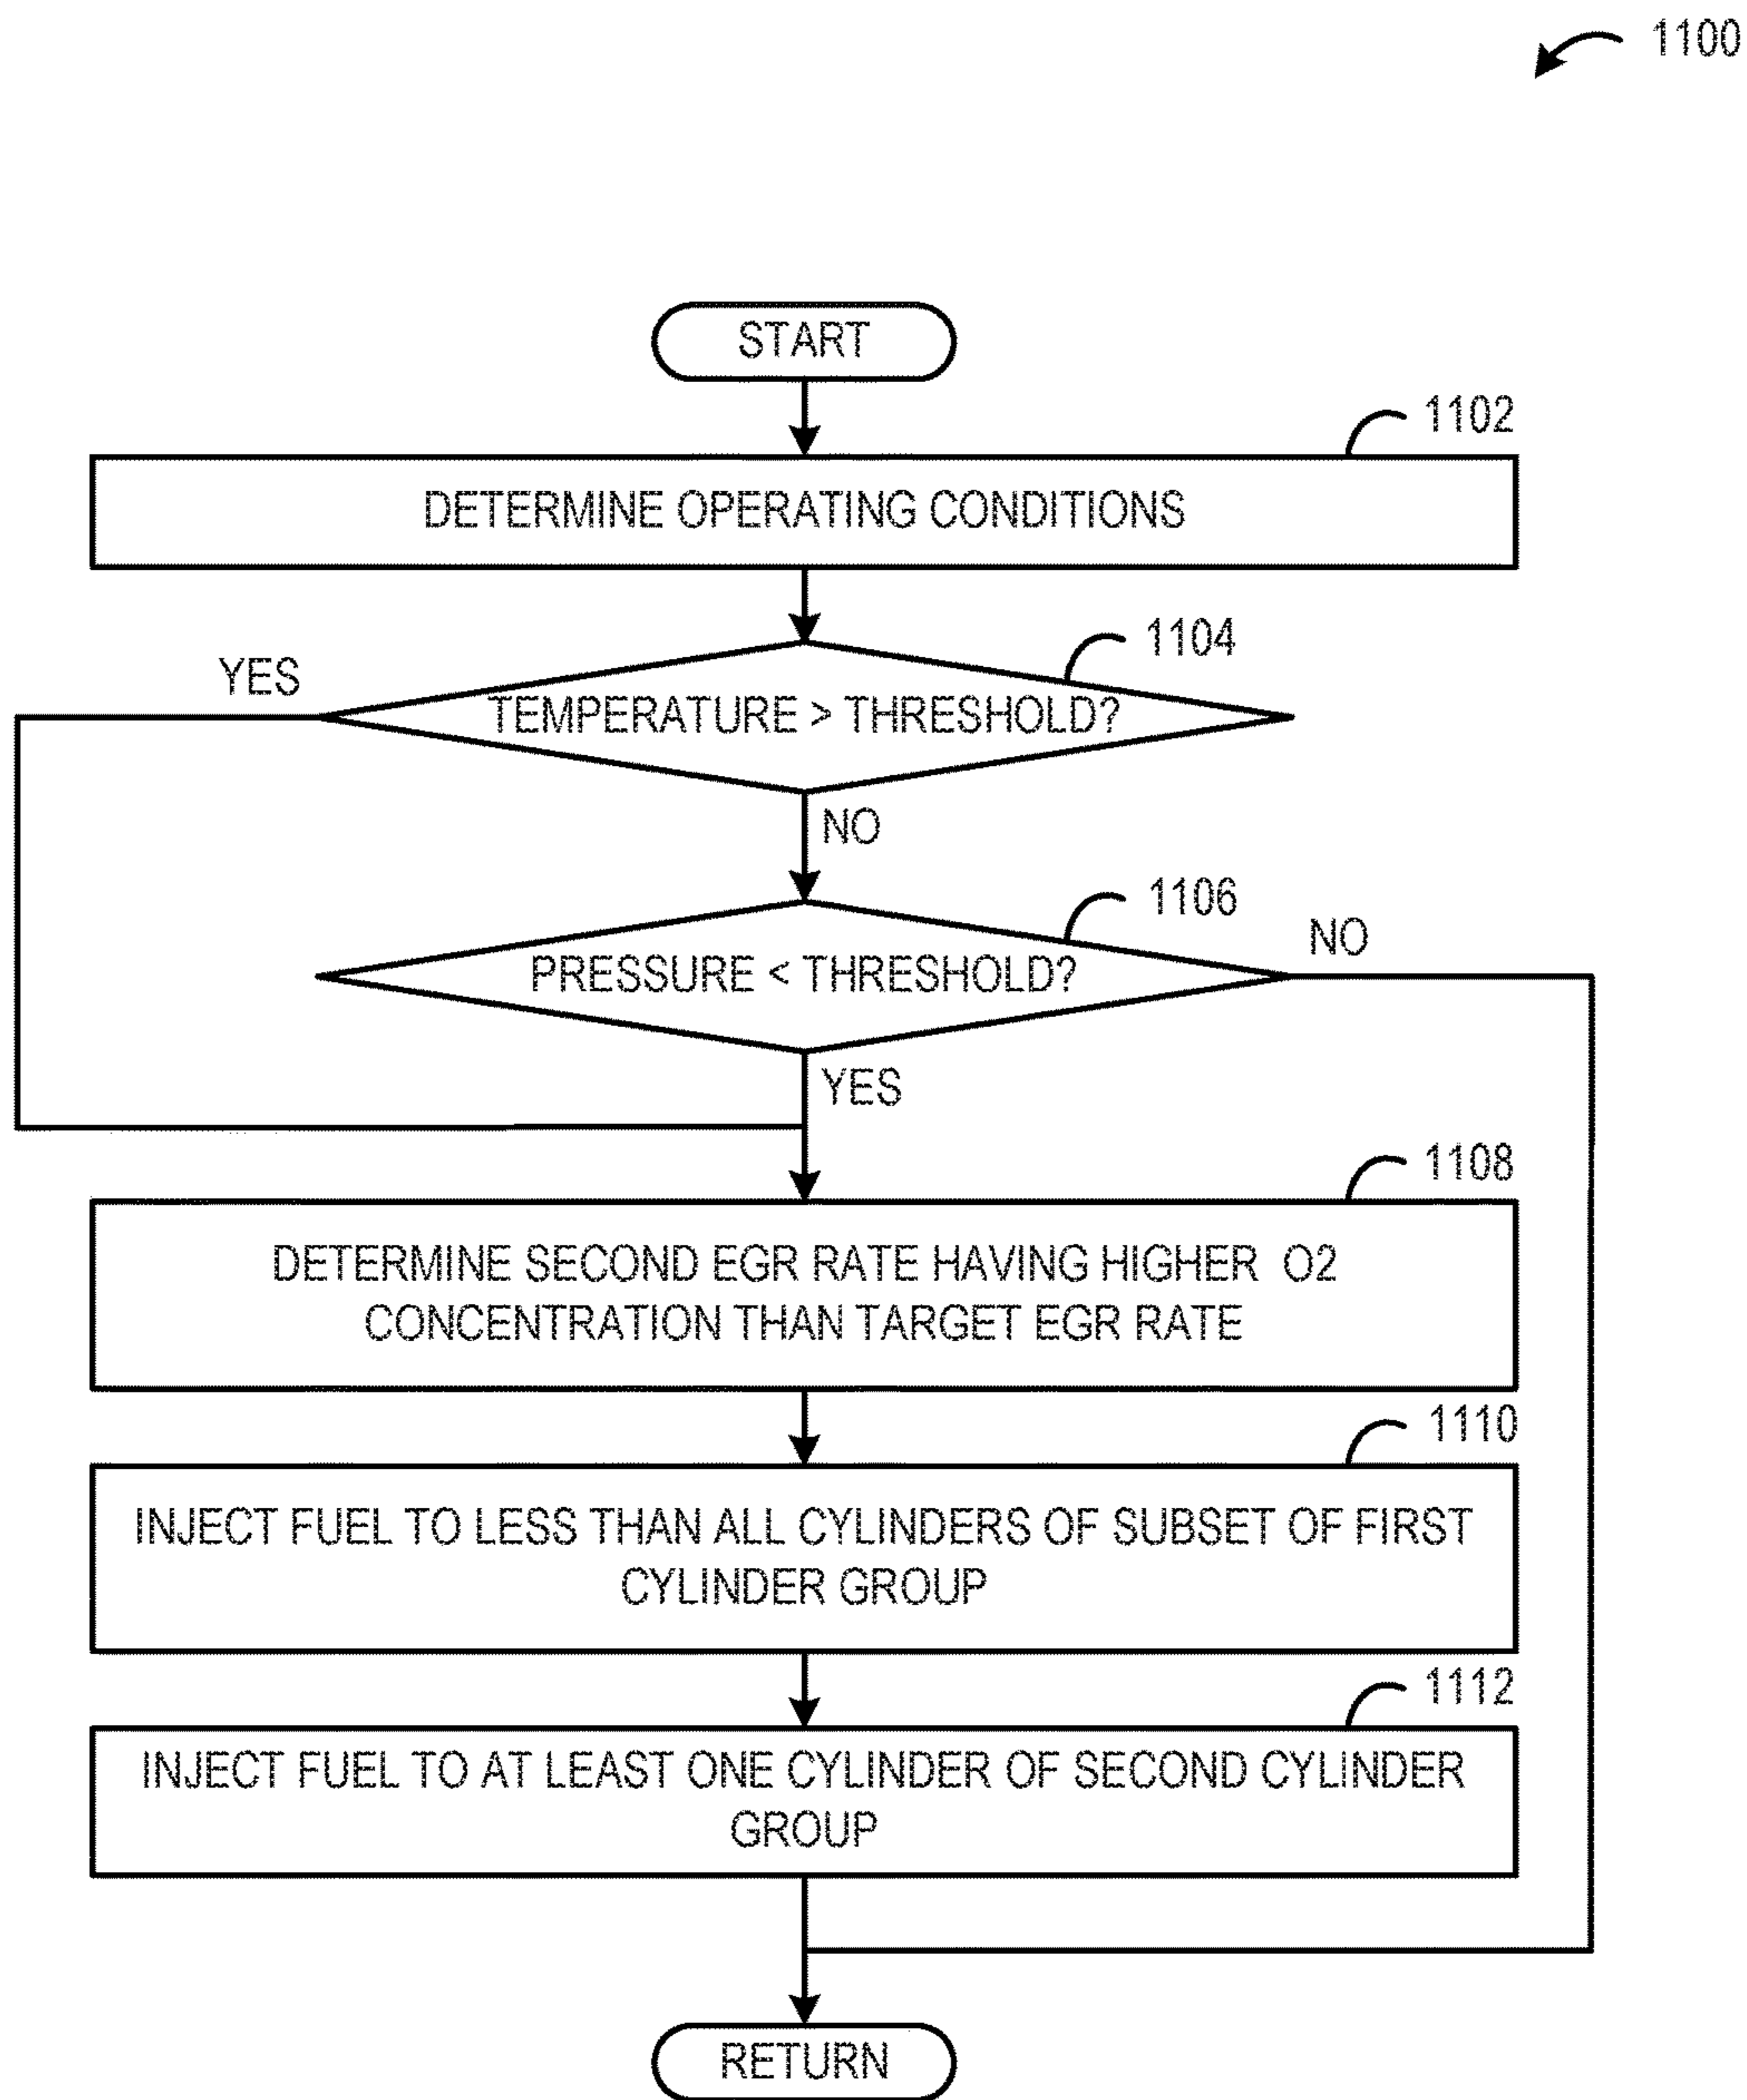 1100
START
1102
DETERMINE OPERATING CONDITIONS
1104
YES
TEMPERATURE > THRESHOLD?
NO
1106
NO
PRESSURE < THRESHOLD?
YES
1108
DETERMINE SECOND EGR RATE HAVING HIGHER O2
CONCENTRATION THAN TARGET EGR RATE
1110
INJECT FUEL TO LESS THAN ALL CYLINDERS OF SUBSET OF FIRST
CYLINDER GROUP
1112
INJECT FUEL TO AT LEAST ONE CYLINDER OF SECOND CYLINDER
GROUP
RETURN